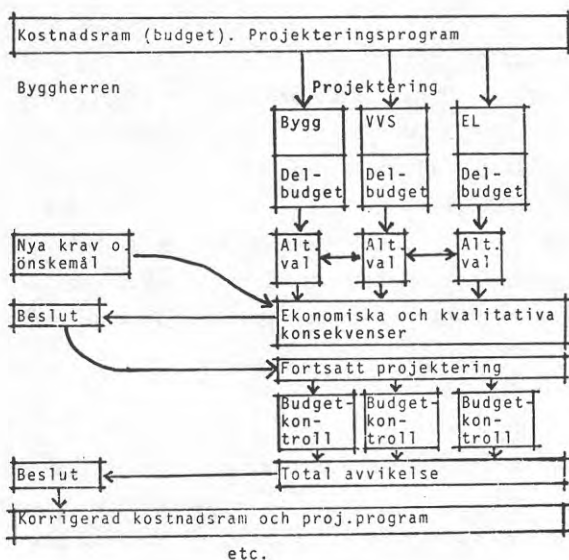 Kostnadsram (budget). Projekteringsprogram
Byggherren Projektering
Bygg VVS EL
Del- Del- Del-
budget budget budget
Nya krav o.
önskemål
Alt. Alt. Alt.
val val val
Beslut
Ekonomiska och kvalitativa
konsekvenser
Fortsatt projektering
Budget- Budget- Budget-
kon- kon- kon-
troll troll troll
Beslut Total avvikelse
Korrigerad kostnadsram och proj.program
etc.